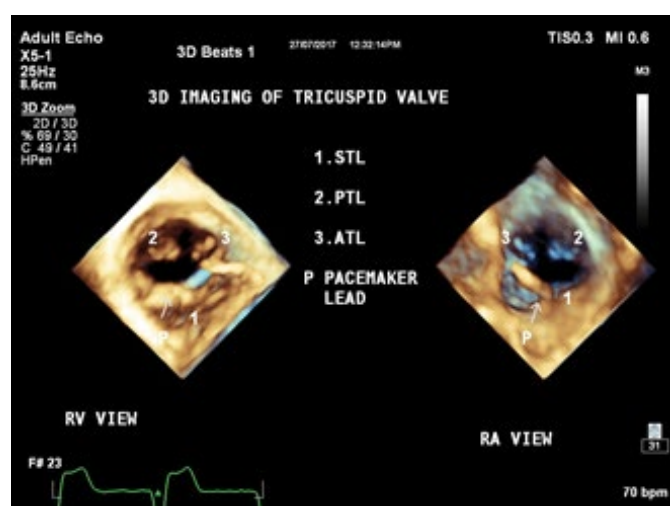 Adult Echo
X5-1
25Hz
8.6cm
3D Zoom
2D / 3D
% 69 / 30
C 49 / 41
HPen
3D Beats 1
27/07/2017 12:32:14PM
TIS0.3 MI 0.6
M3
3D IMAGING OF TRICUSPID VALVE
1.STL
2.PTL
3.ATL
P PACEMAKER
LEAD
2 3
P 1
3 2
1
P
RV VIEW
RA VIEW
F# 23
31
70 bpm